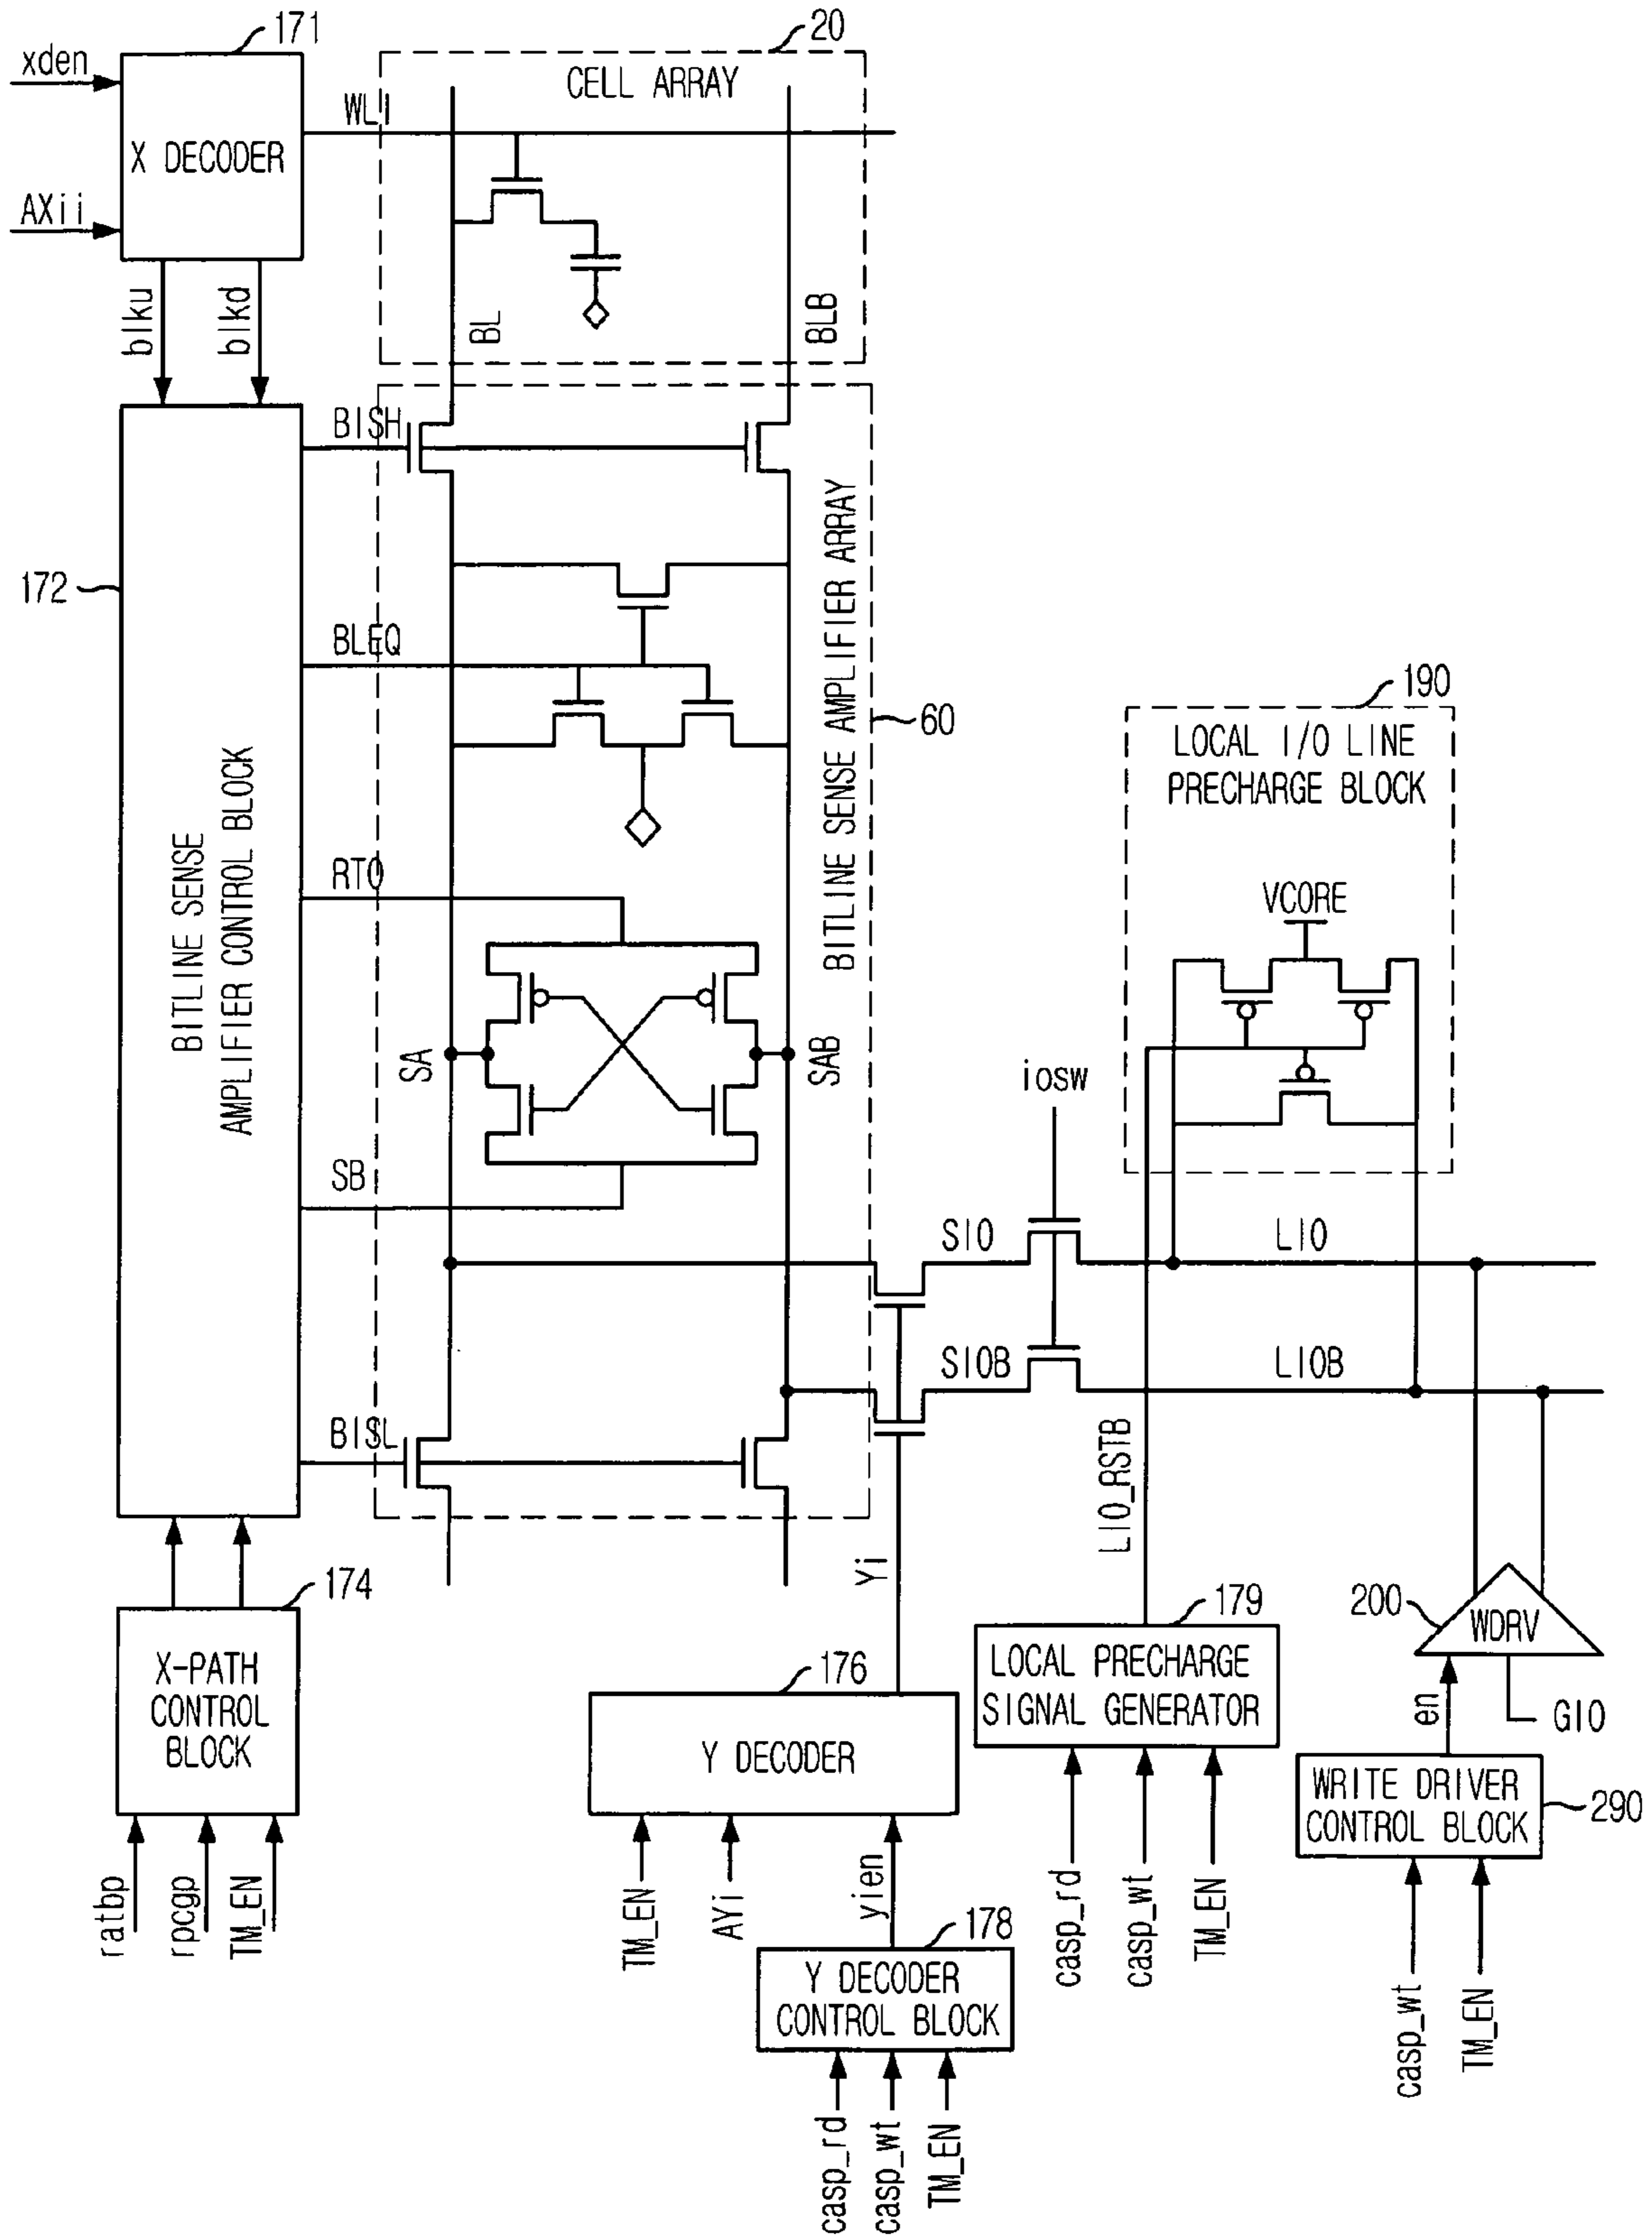 171
xden
X DECODER
AXii
blku
blkd
20
CELL ARRAY
WLi
BL
BLB
172
BITLINE SENSE
AMPLIFIER CONTROL BLOCK
BISH
BLEQ
RTO
SA
SAB
SB
BISL
BITLINE SENSE AMPLIFIER ARRAY
60
190
LOCAL I/O LINE
PRECHARGE BLOCK
VCORE
iosw
SIO
LIO
SIOB
LIOB
LIO_RSTB
Yi
174
X-PATH
CONTROL
BLOCK
ratbp
rpcgp
TM_EN
176
Y DECODER
TM_EN
AYi
yien
178
Y DECODER
CONTROL BLOCK
casp_rd
casp_wt
TM_EN
179
LOCAL PRECHARGE
SIGNAL GENERATOR
casp_rd
casp_wt
TM_EN
200
WDRV
en
GIO
WRITE DRIVER
CONTROL BLOCK
290
casp_wt
TM_EN